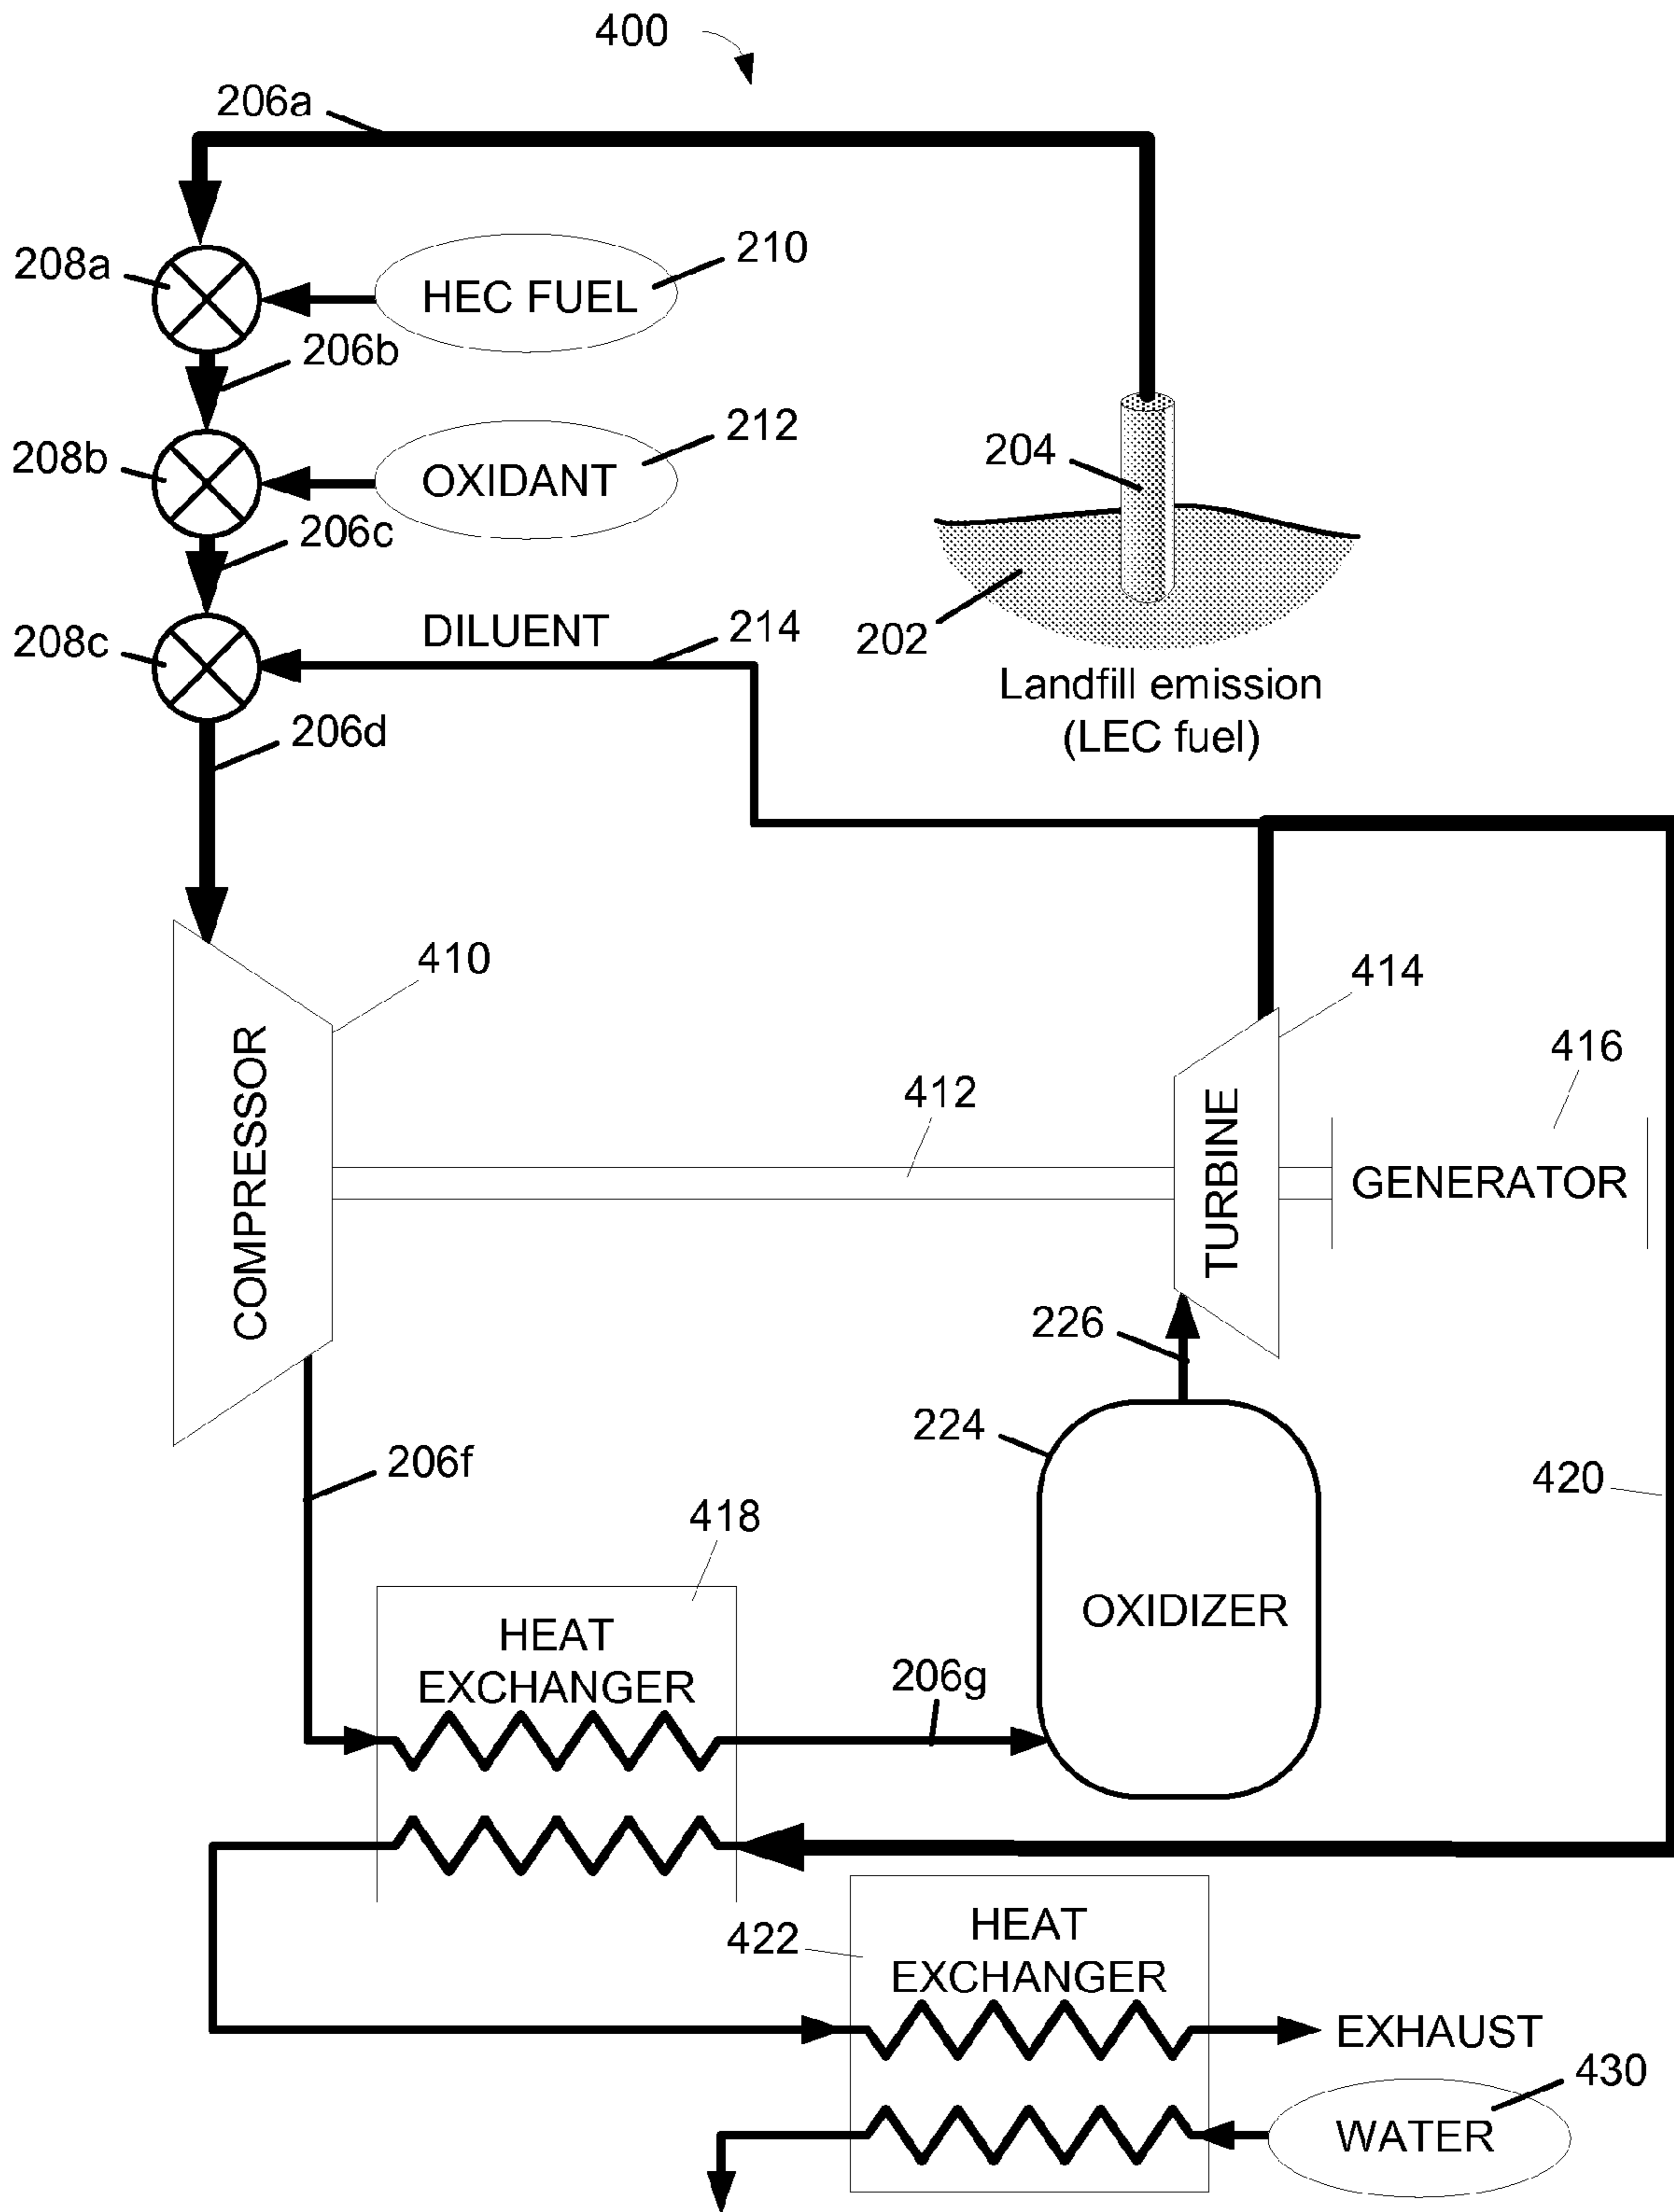 400
206a
208a
HEC FUEL
210
206b
208b
OXIDANT
212
204
206c
208c
DILUENT
214
202
Landfill emission
(LEC fuel)
206d
410
414
COMPRESSOR
412
TURBINE
416
GENERATOR
226
224
206f
420
418
HEAT
EXCHANGER
206g
OXIDIZER
422
HEAT
EXCHANGER
EXHAUST
430
WATER